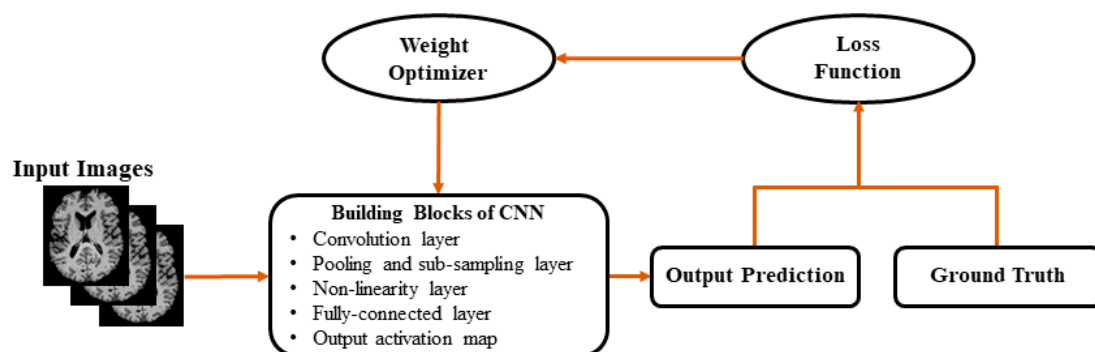 Weight
Optimizer
Loss
Function
Input Images
Building Blocks of CNN
• Convolution layer
• Pooling and sub-sampling layer
• Non-linearity layer
• Fully-connected layer
• Output activation map
Output Prediction
Ground Truth